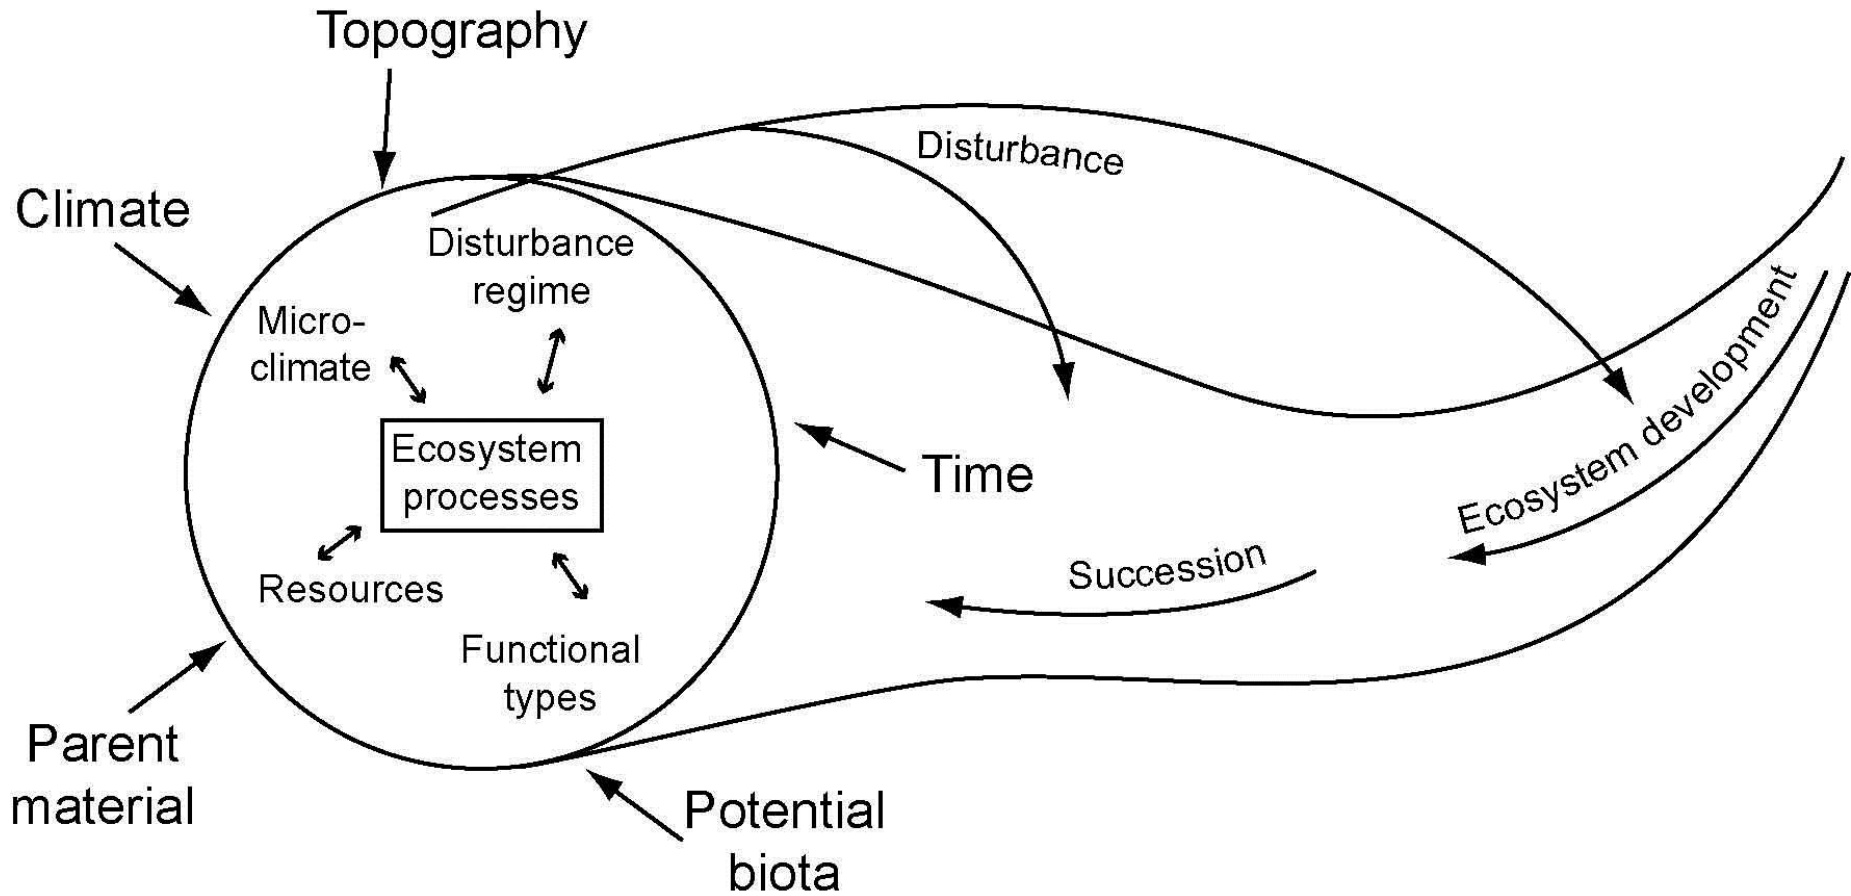 Topography
Climate
Disturbance
Disturbance
regime
Micro-
climate
Ecosystem
processes
Resources
Functional
types
Time
Ecosystem development
Succession
Parent
material
Potential
biota